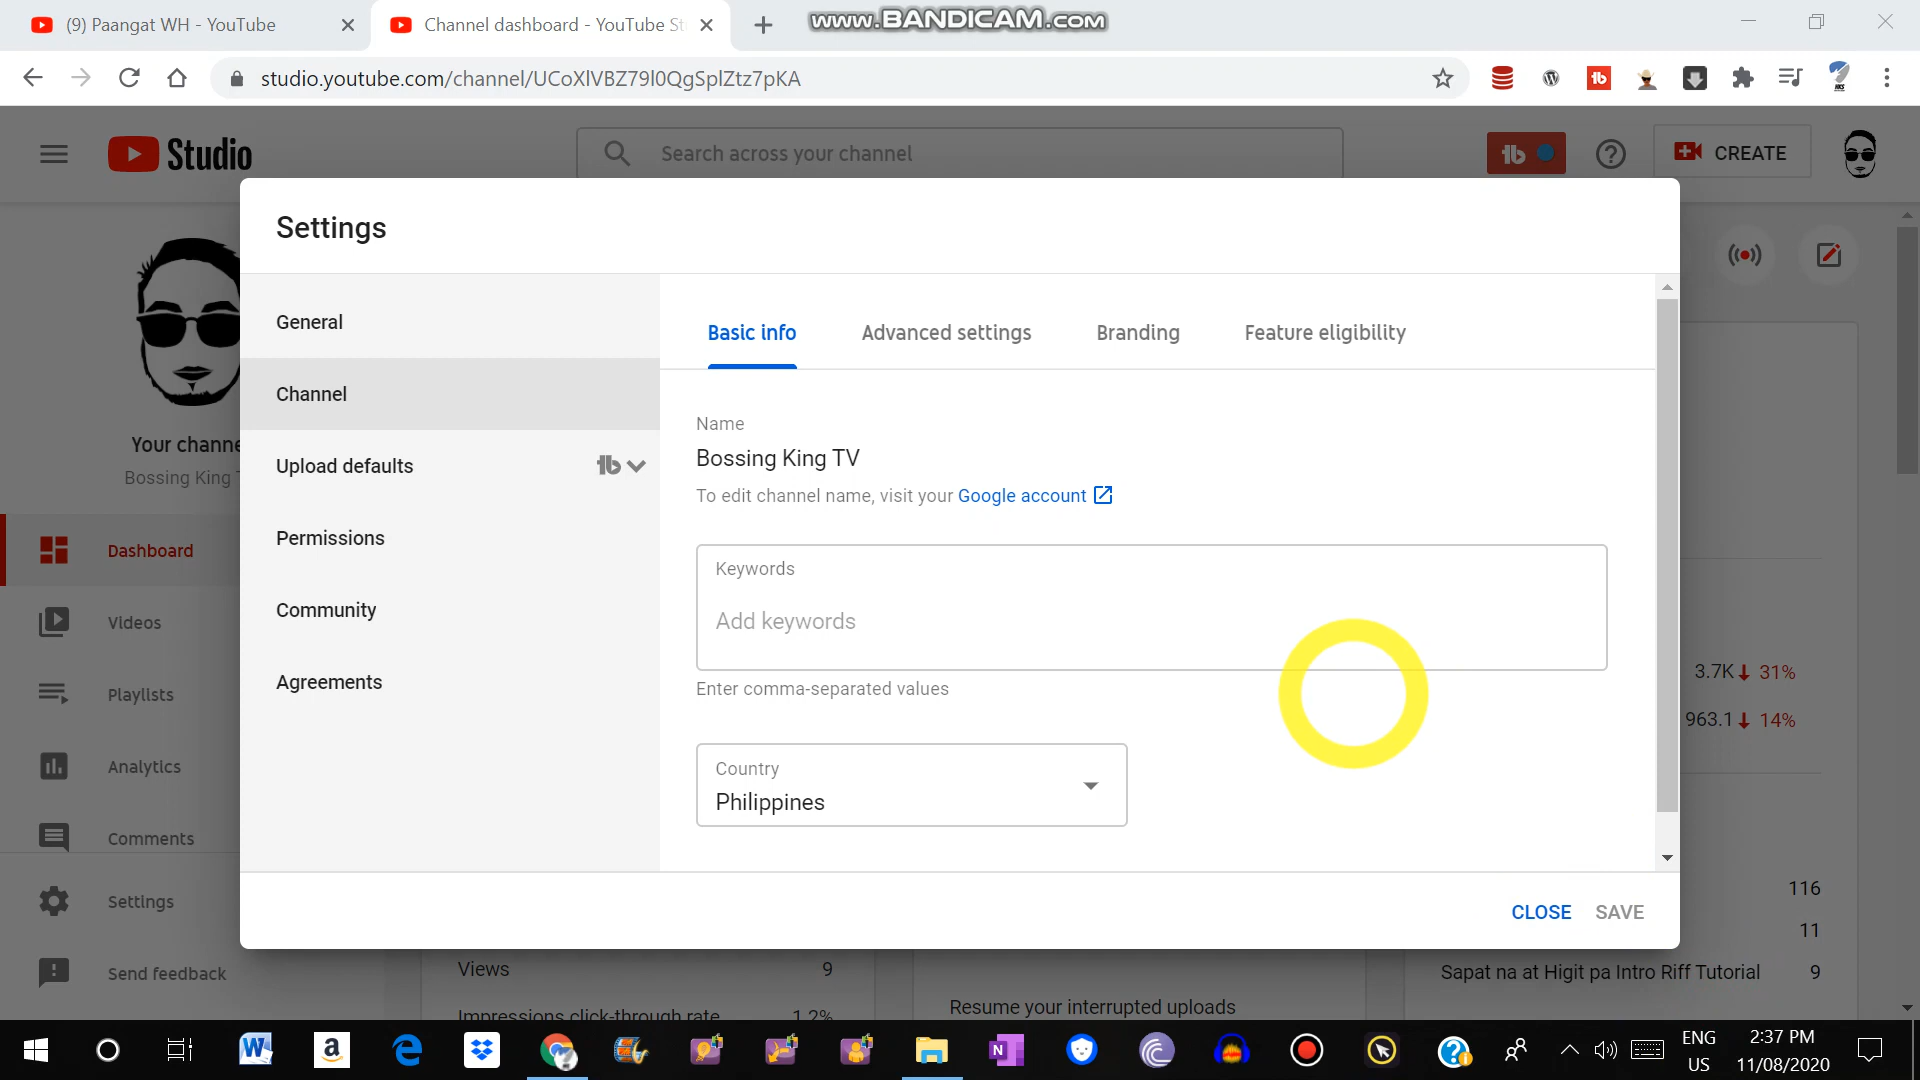 (9) Paangat WH - YouTube
Channel dashboard - YouTube St
www.BANDICAM.com
studio.youtube.com/channel/UCoXlVBZ79l0QgSplZtz7pKA
Studio
Search across your channel
CREATE
Settings
General
Channel
Upload defaults
Permissions
Community
Agreements
Basic info
Advanced settings
Branding
Feature eligibility
Name
Bossing King TV
To edit channel name, visit your Google account
Keywords
Add keywords
Enter comma-separated values
Country
Philippines
CLOSE
SAVE
Your channe
Bossing King T
Dashboard
Videos
Playlists
Analytics
Comments
Settings
Send feedback
3.7K 31%
963.1 14%
116
11
Sapat na at Higit pa Intro Riff Tutorial 9
Views 9
Impressions click-through rate 1.2%
Resume your interrupted uploads
ENG
US
2:37 PM
11/08/2020